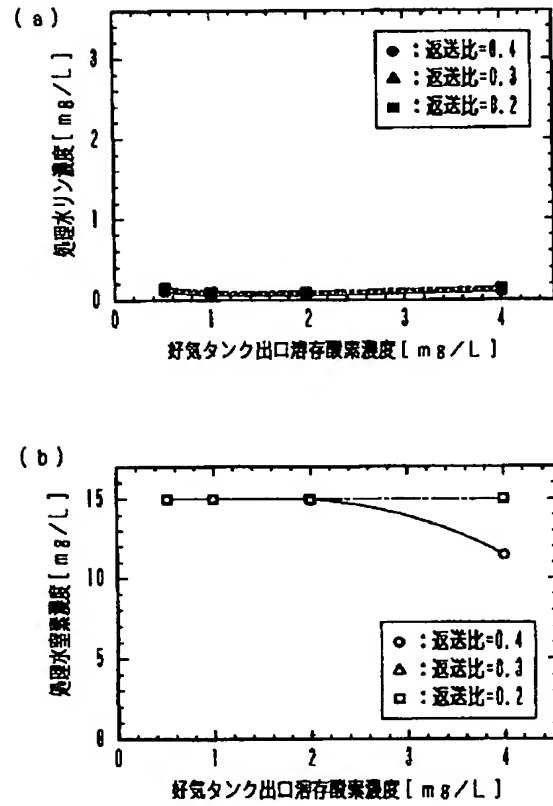 (a)
● : 返送比=0.4
▲ : 返送比=0.3
■ : 返送比=0.2
処理水リン濃度[mg/L]
3
2
1
0
0 1 2 3 4
好気タンク出口溶存酸素濃度[mg/L]
(b)
処理水窒素濃度[mg/L]
15
10
5
0
○ : 返送比=0.4
△ : 返送比=0.3
□ : 返送比=0.2
0 1 2 3 4
好気タンク出口溶存酸素濃度[mg/L]